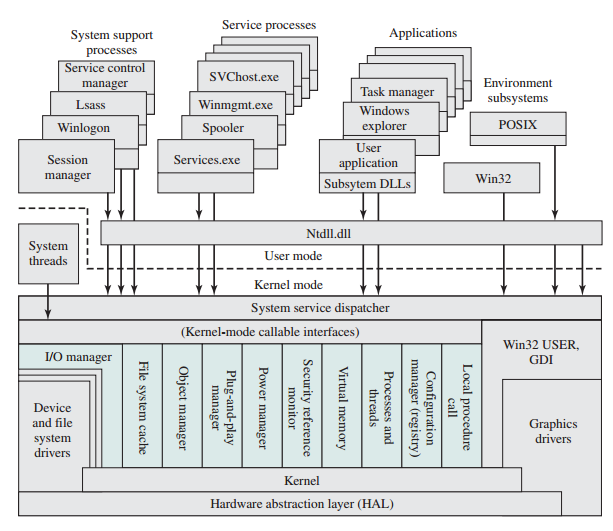 System support
processes
Service processes
Applications
Environment
subsystems
Service control
manager
Lsass
Winlogon
Session
manager
SVChost.exe
Winmgmt.exe
Spooler
Services.exe
Task manager
Windows
explorer
User
application
Subsytem DLLs
POSIX
Win32
Ntdll.dll
System
threads
User mode
Kernel mode
System service dispatcher
(Kernel-mode callable interfaces)
Win32 USER,
GDI
I/O manager
Device
and file
system
drivers
File system cache
Object manager
Plug-and-play
manager
Power manager
Security reference
monitor
Virtual memory
Processes and
threads
Configuration
manager (registry)
Local procedure
call
Graphics
drivers
Kernel
Hardware abstraction layer (HAL)